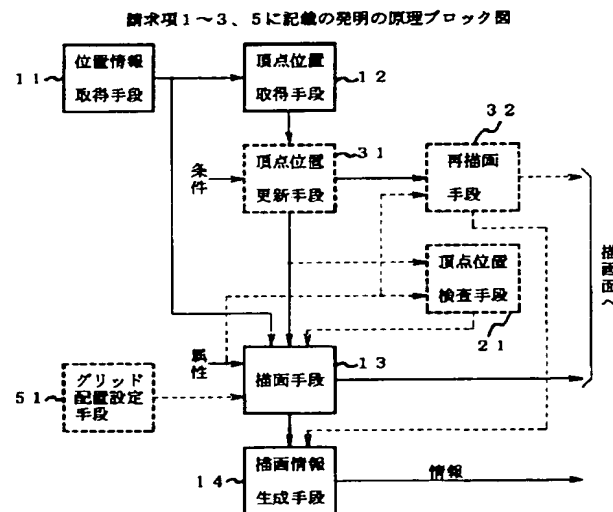 請求項1～3、5に記載の発明の原理ブロック図
11
位置情報
取得手段
頂点位置
取得手段
12
条件
頂点位置
更新手段
31
32
再描画
手段
描画面へ
頂点位置
検査手段
21
属性
描画手段
13
51
グリッド
配置設定
手段
14
描画情報
生成手段
情報